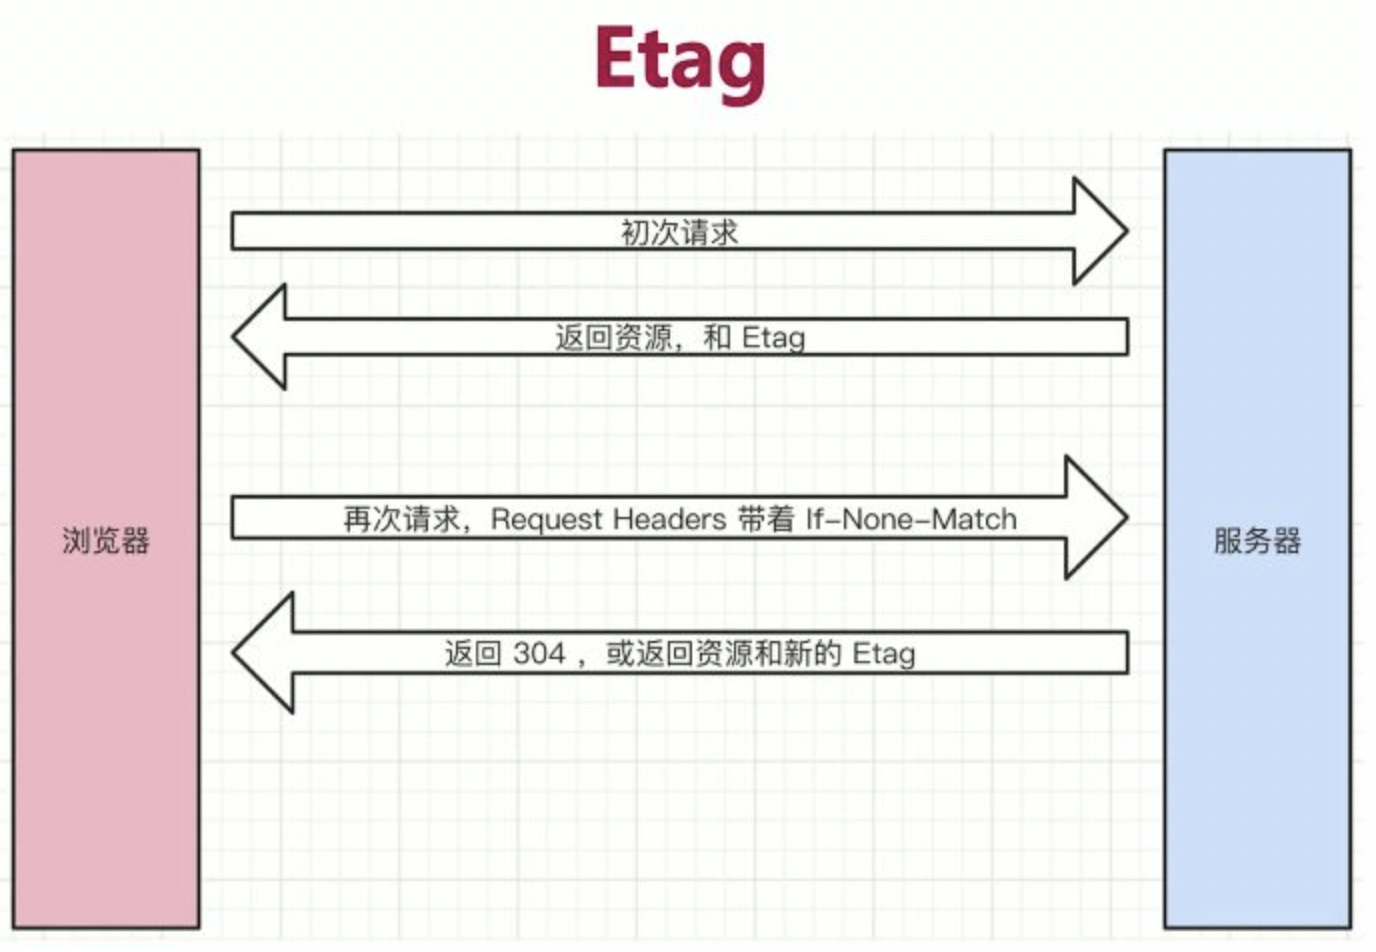 Etag
初次请求
返回资源，和 Etag
再次请求，Request Headers 带着 If-None-Match
浏览器
服务器
返回 304 ，或返回资源和新的 Etag